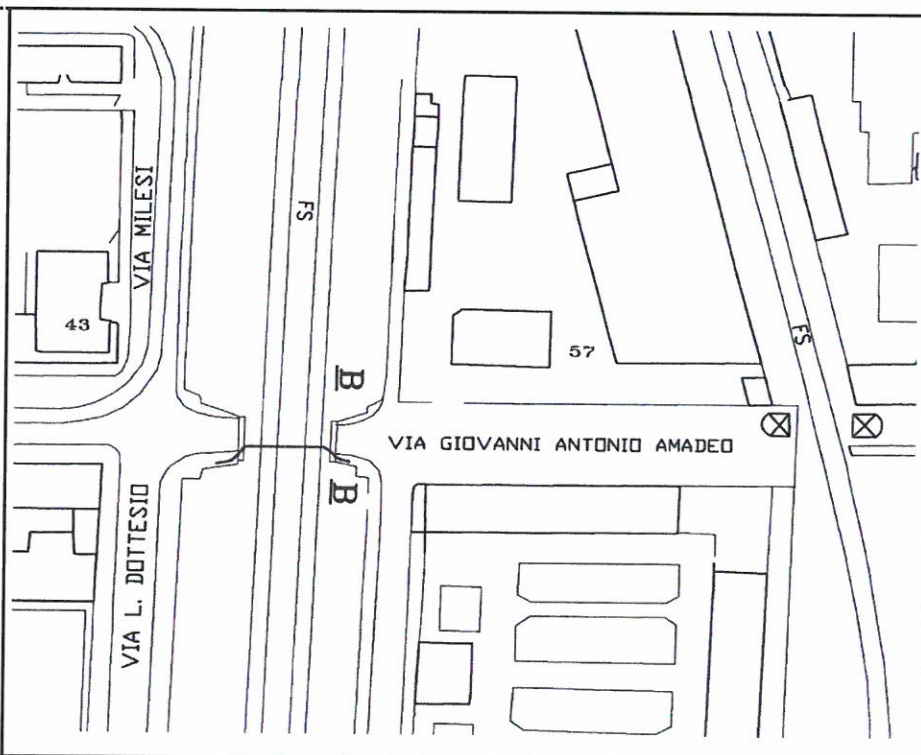 VIA MILESI
FS
43
57
FS
B
VIA GIOVANNI ANTONIO AMADEO
B
VIA L. DOTTESIO